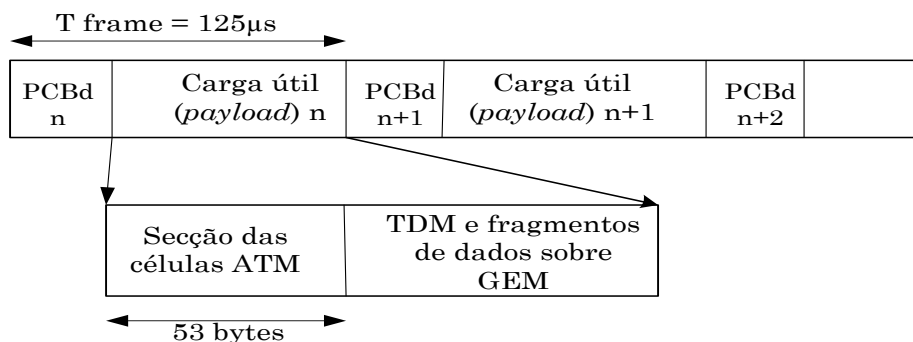 T frame = 125μs
PCBd
n
Carga útil
(payload) n
PCBd
n+1
Carga útil
(payload) n+1
PCBd
n+2
Secção das
células ATM
TDM e fragmentos
de dados sobre
GEM
53 bytes